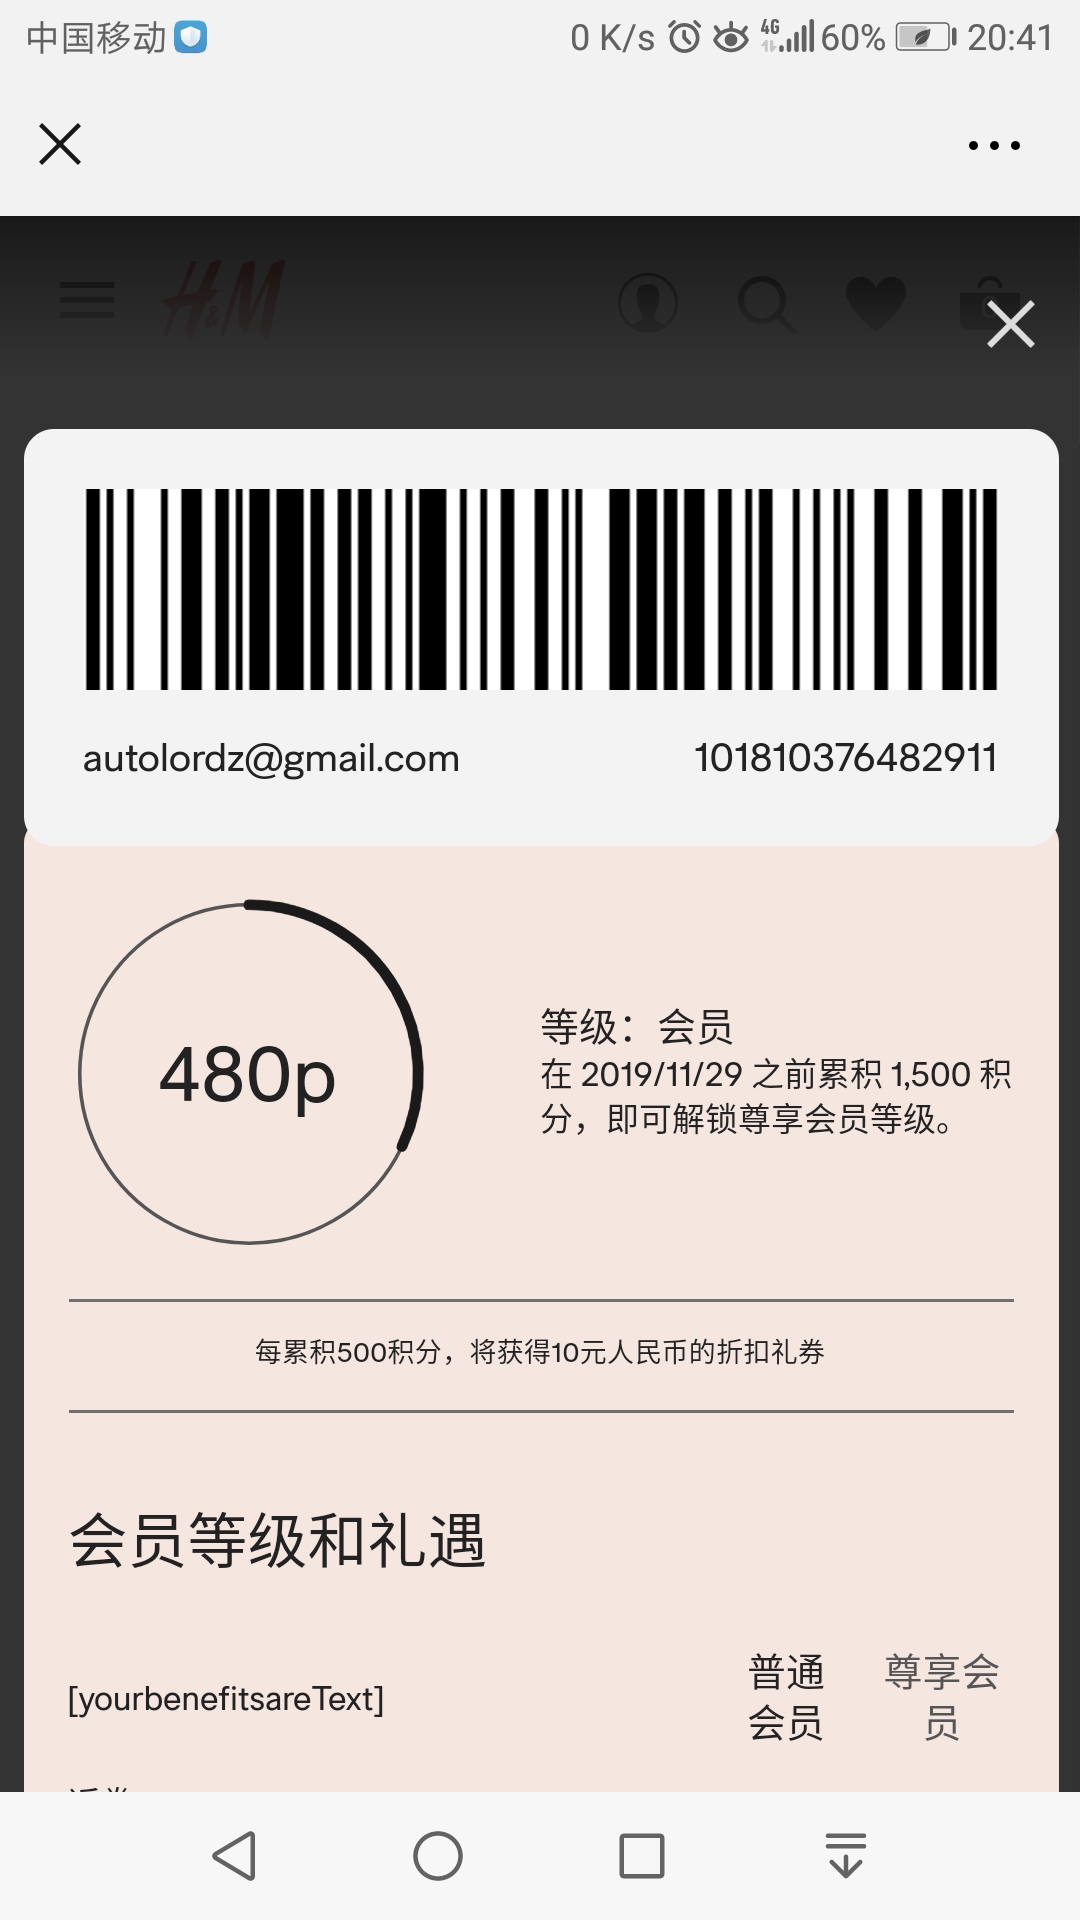 中国移动 0 K/s 4G 60% 20:41
H&M
autolordz@gmail.com 101810376482911
480p
等级：会员
在 2019/11/29 之前累积 1,500 积
分，即可解锁尊享会员等级。
每累积500积分，将获得10元人民币的折扣礼券
会员等级和礼遇
[yourbenefitsareText]
普通
会员
尊享会
员